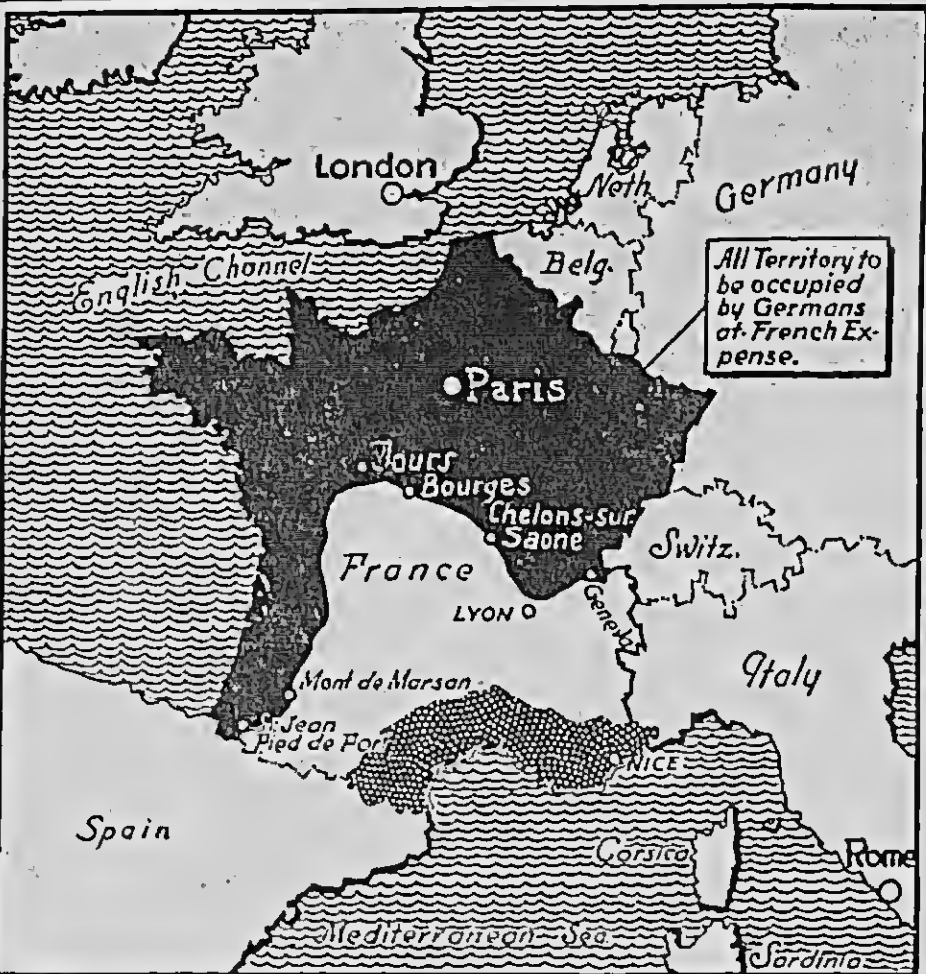 London
Neth.
Germany
English Channel
Belg.
All Territory to
be occupied
by Germans
at French Ex-
pense.
Paris
Tours
Bourges
Chelons-sur
Saone
Switz.
France
LYON
Geneva
Italy
Mont de Marsan
St. Jean
Pied de Port
NICE
Spain
Corsica
Rome
Mediterranean Sea
Sardinia